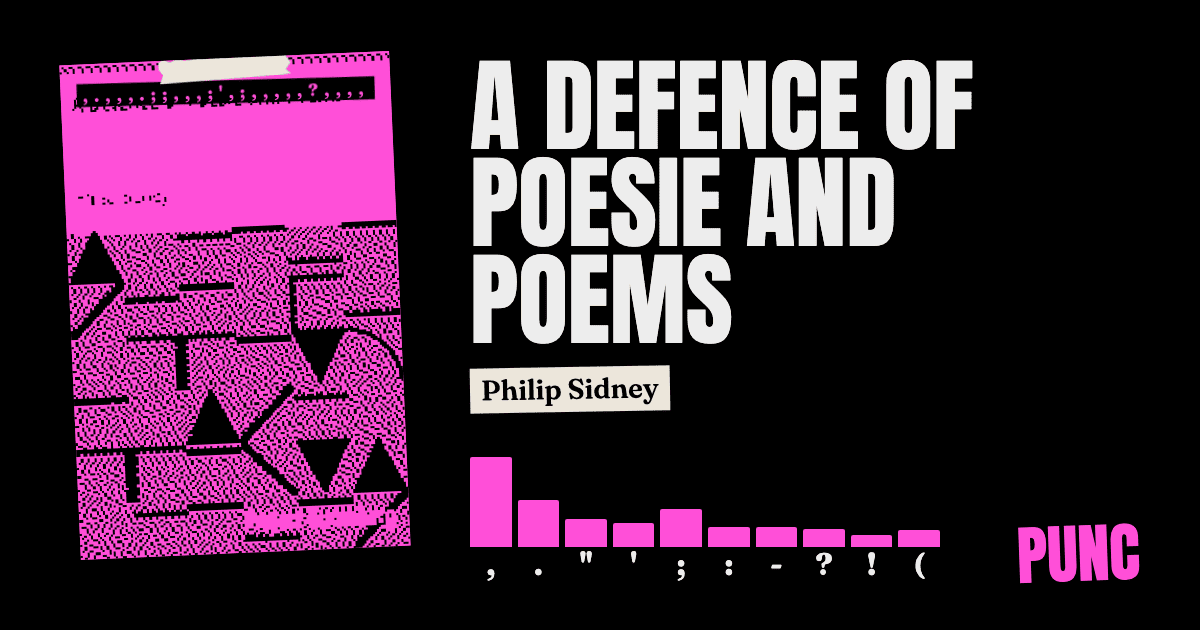 , . , , , , ; ; , , , ; ' , ; , , , , , ? , , , ,
A DEFENCE OF
POESIE AND
POEMS
Philip Sidney
, . " ' ; : - ? ! (
PUNC